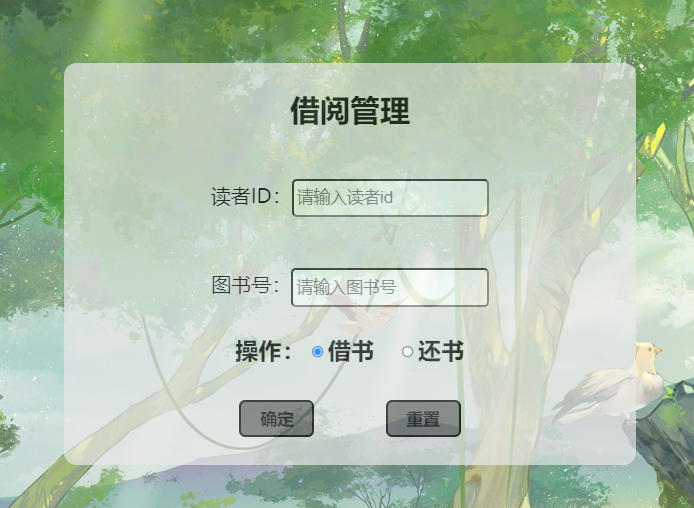 借阅管理
读者ID： 请输入读者id
图书号： 请输入图书号
操作： 借书 还书
确定 重置